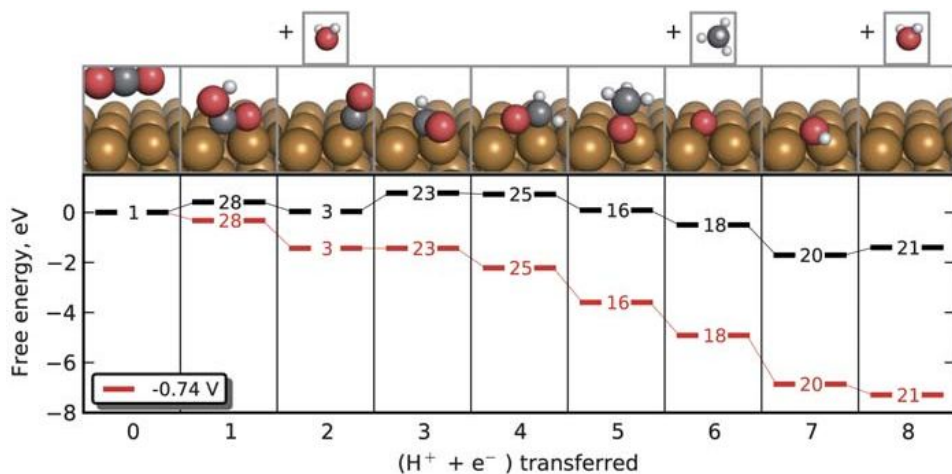 + + +
Free energy, eV
0
−2
−4
−6
−8
1 28 3 23 25 16 18 20 21
28 3 23 25 16 18 20 21
-0.74 V
0 1 2 3 4 5 6 7 8
(H⁺ + e⁻ ) transferred